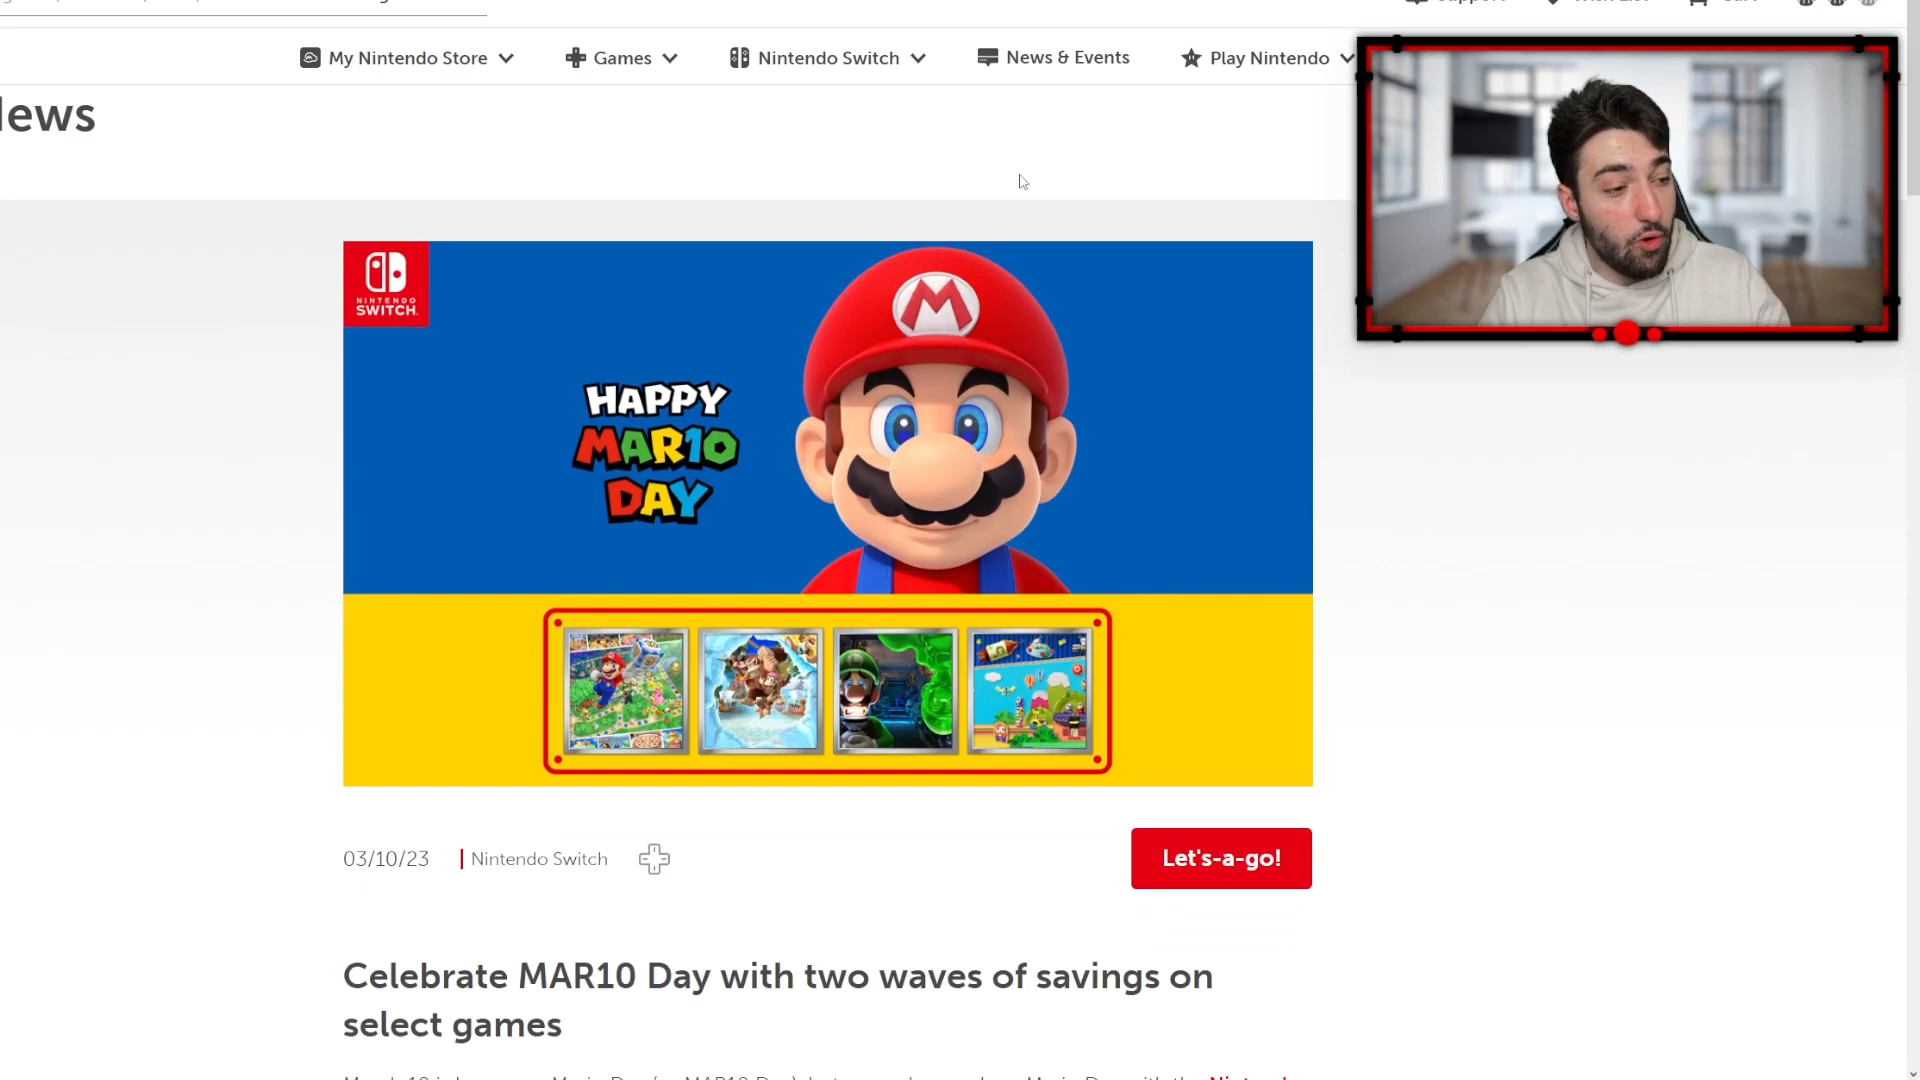 My Nintendo Store
Games
Nintendo Switch
News & Events
Play Nintendo
M
NINTENDO
SWITCH
HAPPY
MAR10
DAY
03/10/23
Nintendo Switch
Let's-a-go!
Celebrate MAR10 Day with two waves of savings on
select games